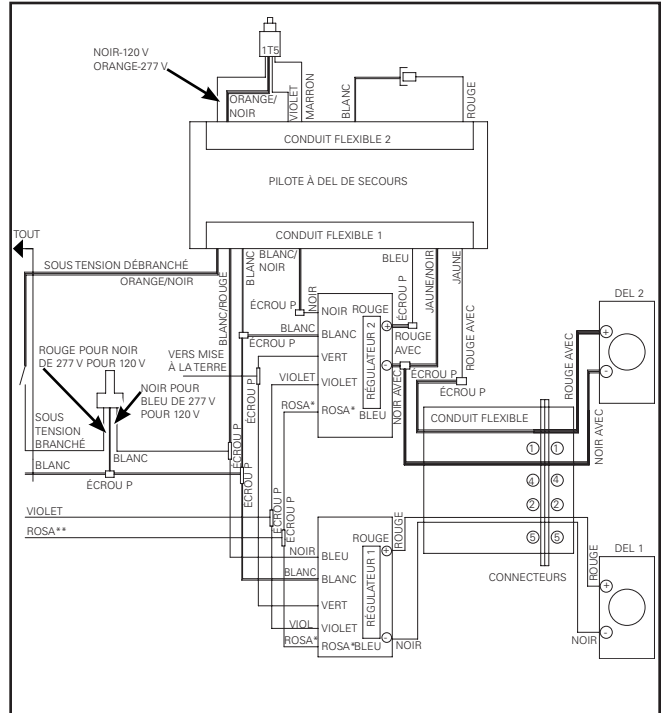 NOIR-120 V
ORANGE-277 V
1T5
ORANGE/
NOIR
VIOLET
MARRON
BLANC
ROUGE
CONDUIT FLEXIBLE 2
PILOTE À DEL DE SECOURS
CONDUIT FLEXIBLE 1
TOUT
SOUS TENSION DÉBRANCHÉ
ORANGE/NOIR
BLANC/ROUGE
BLANC
BLANC/
NOIR
BLEU
JAUNE/NOIR
JAUNE
ÉCROU P
NOIR
ÉCROU P
ROUGE AVEC
DEL 2
+
-
ROUGE AVEC
NOIR AVEC
NOIR
ROUGE
BLANC
BLANC
ÉCROU P
VERT
VIOLET
VIOLET
ROSA*
ROSA*
BLEU
RÉGULATEUR 2
+
-
ROUGE
AVEC
NOIR AVEC
ÉCROU P
ÉCROU P
VERS MISE
À LA TERRE
ÉCROU P
ROUGE POUR NOIR
DE 277 V POUR 120 V
NOIR POUR
BLEU DE 277 V
POUR 120 V
SOUS
TENSION
BRANCHÉ
BLANC
BLANC
ÉCROU P
ÉCROU P
ÉCROU P
ÉCROU P
ÉCROU P
VIOLET
ROSA**
CONDUIT FLEXIBLE
1 1
4 4
2 2
5 5
CONNECTEURS
NOIR
BLEU
ROUGE
BLANC
BLANC
VERT
VIOL
VIOLET
ROSA*
ROSA*
BLEU
RÉGULATEUR 1
+
-
ROUGE
NOIR
DEL 1
ROUGE
+
-
NOIR